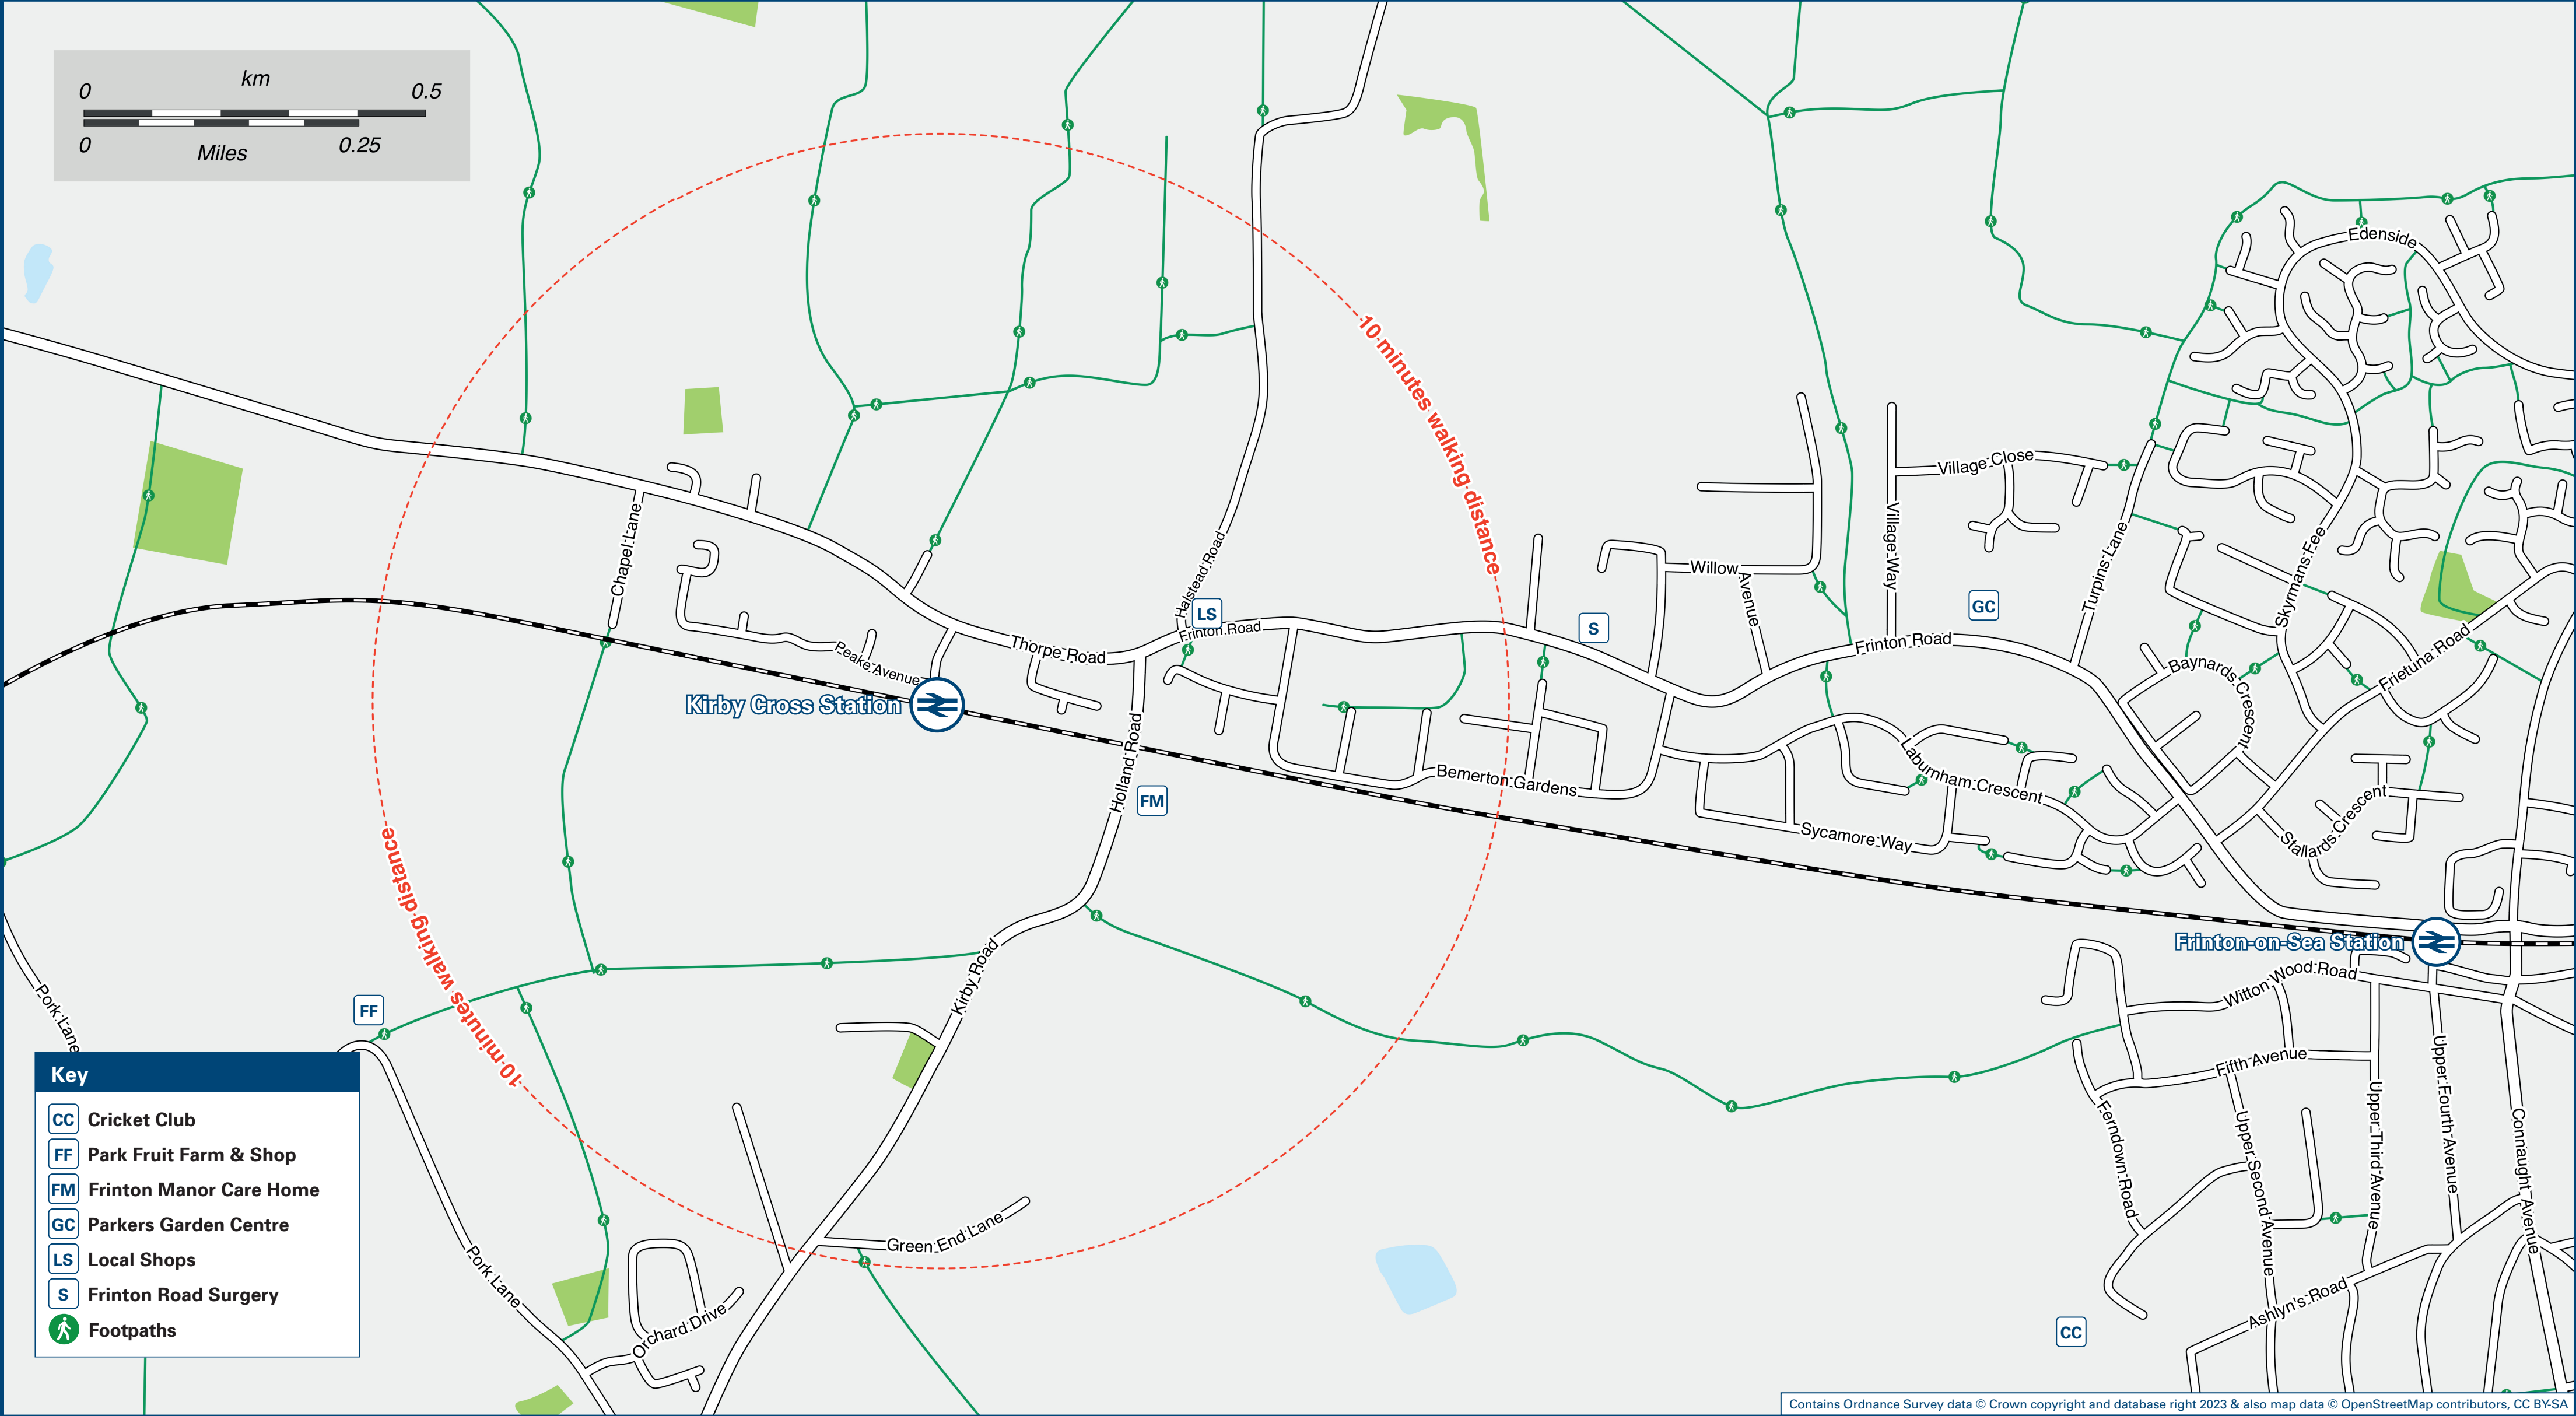 km
0 0.5
0 Miles 0.25
Edenside
10 minutes walking distance
Village Close
Chapel Lane
Village Way
Halstead Road
Turpins Lane
Skyrmans Fee
Willow Avenue
LS
GC
S
Frinton Road
Frinton Road
Thorpe Road
Peake Avenue
Frietuna Road
Baynards Crescent
Kirby Cross Station
Holland Road
Laburnham Crescent
Bemerton Gardens
FM
Stallards Crescent
Sycamore Way
10 minutes walking distance
Frinton-on-Sea Station
Kirby Road
Witton Wood Road
Pork Lane
FF
Fifth Avenue
Upper Fourth Avenue
Upper Third Avenue
Ferndown Road
Upper Second Avenue
Connaught Avenue
Green End Lane
Pork Lane
Orchard Drive
Ashlyn's Road
CC
Key
CC Cricket Club
FF Park Fruit Farm & Shop
FM Frinton Manor Care Home
GC Parkers Garden Centre
LS Local Shops
S Frinton Road Surgery
Footpaths
Contains Ordnance Survey data © Crown copyright and database right 2023 & also map data © OpenStreetMap contributors, CC BY-SA